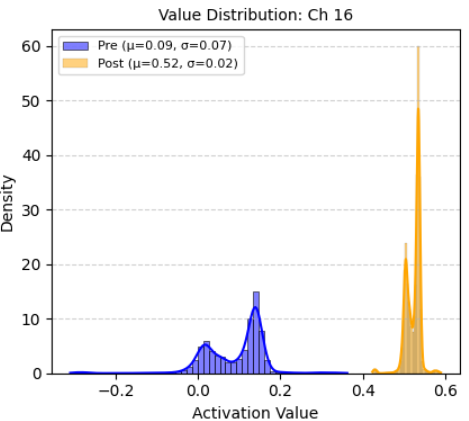 Value Distribution: Ch 16
Pre (μ=0.09, σ=0.07)
Post (μ=0.52, σ=0.02)
60
50
40
30
20
10
0
Density
−0.2
0.0
0.2
0.4
0.6
Activation Value